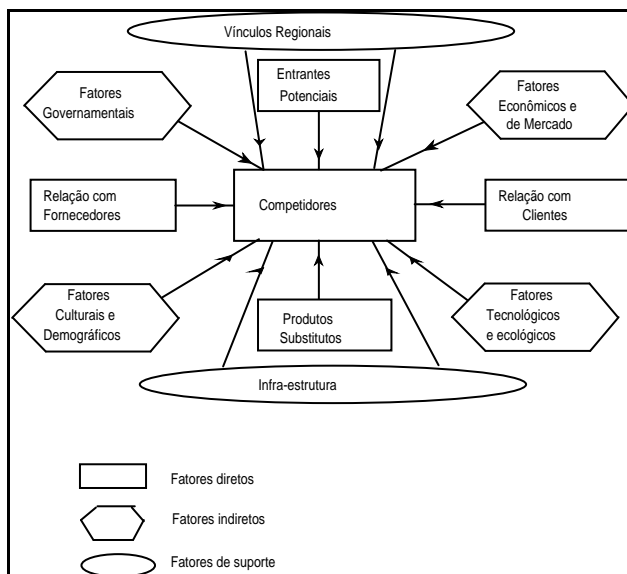 Vínculos Regionais
Entrantes
Potenciais
Fatores
Governamentais
Fatores
Econômicos e
de Mercado
Relação com
Fornecedores
Competidores
Relação com
Clientes
Fatores
Culturais e
Demográficos
Produtos
Substitutos
Fatores
Tecnológicos
e ecológicos
Infra-estrutura
Fatores diretos
Fatores indiretos
Fatores de suporte